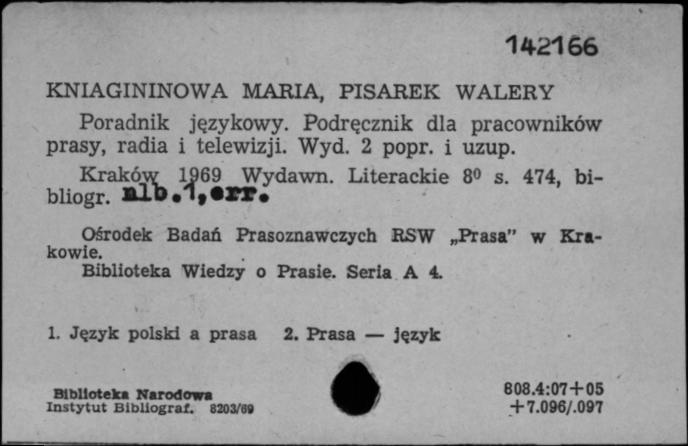 142166
KNIAGININOWA MARIA, PISAREK WALERY
Poradnik językowy. Podręcznik dla pracowników
prasy, radia i telewizji. Wyd. 2 popr. i uzup.
Kraków 1969 Wydawn. Literackie 8⁰ s. 474, bi-
bliogr. nlb.1,err.
Ośrodek Badań Prasoznawczych RSW „Prasa” w Kra-
kowie.
Biblioteka Wiedzy o Prasie. Seria A 4.
1. Język polski a prasa 2. Prasa — język
Biblioteka Narodowa
Instytut Bibliograf. 8203/69
808.4:07+05
+7.096/.097